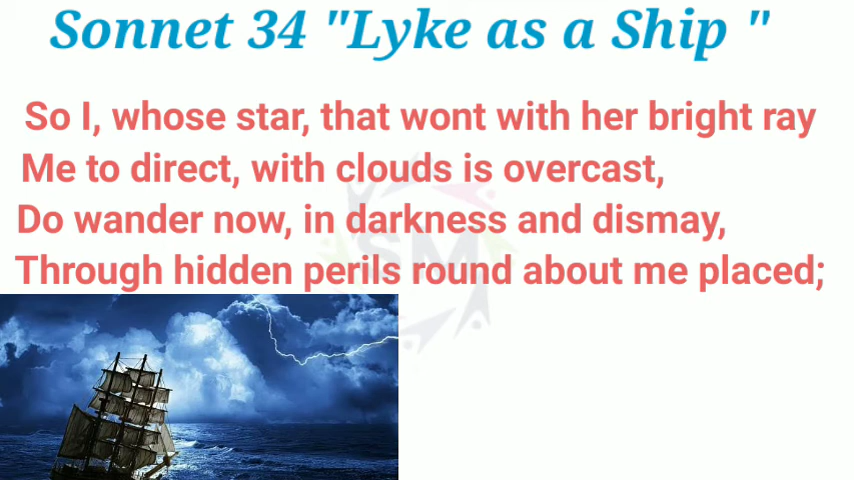 Sonnet 34 "Lyke as a Ship "
So I, whose star, that wont with her bright ray
Me to direct, with clouds is overcast,
Do wander now, in darkness and dismay,
Through hidden perils round about me placed;
SM